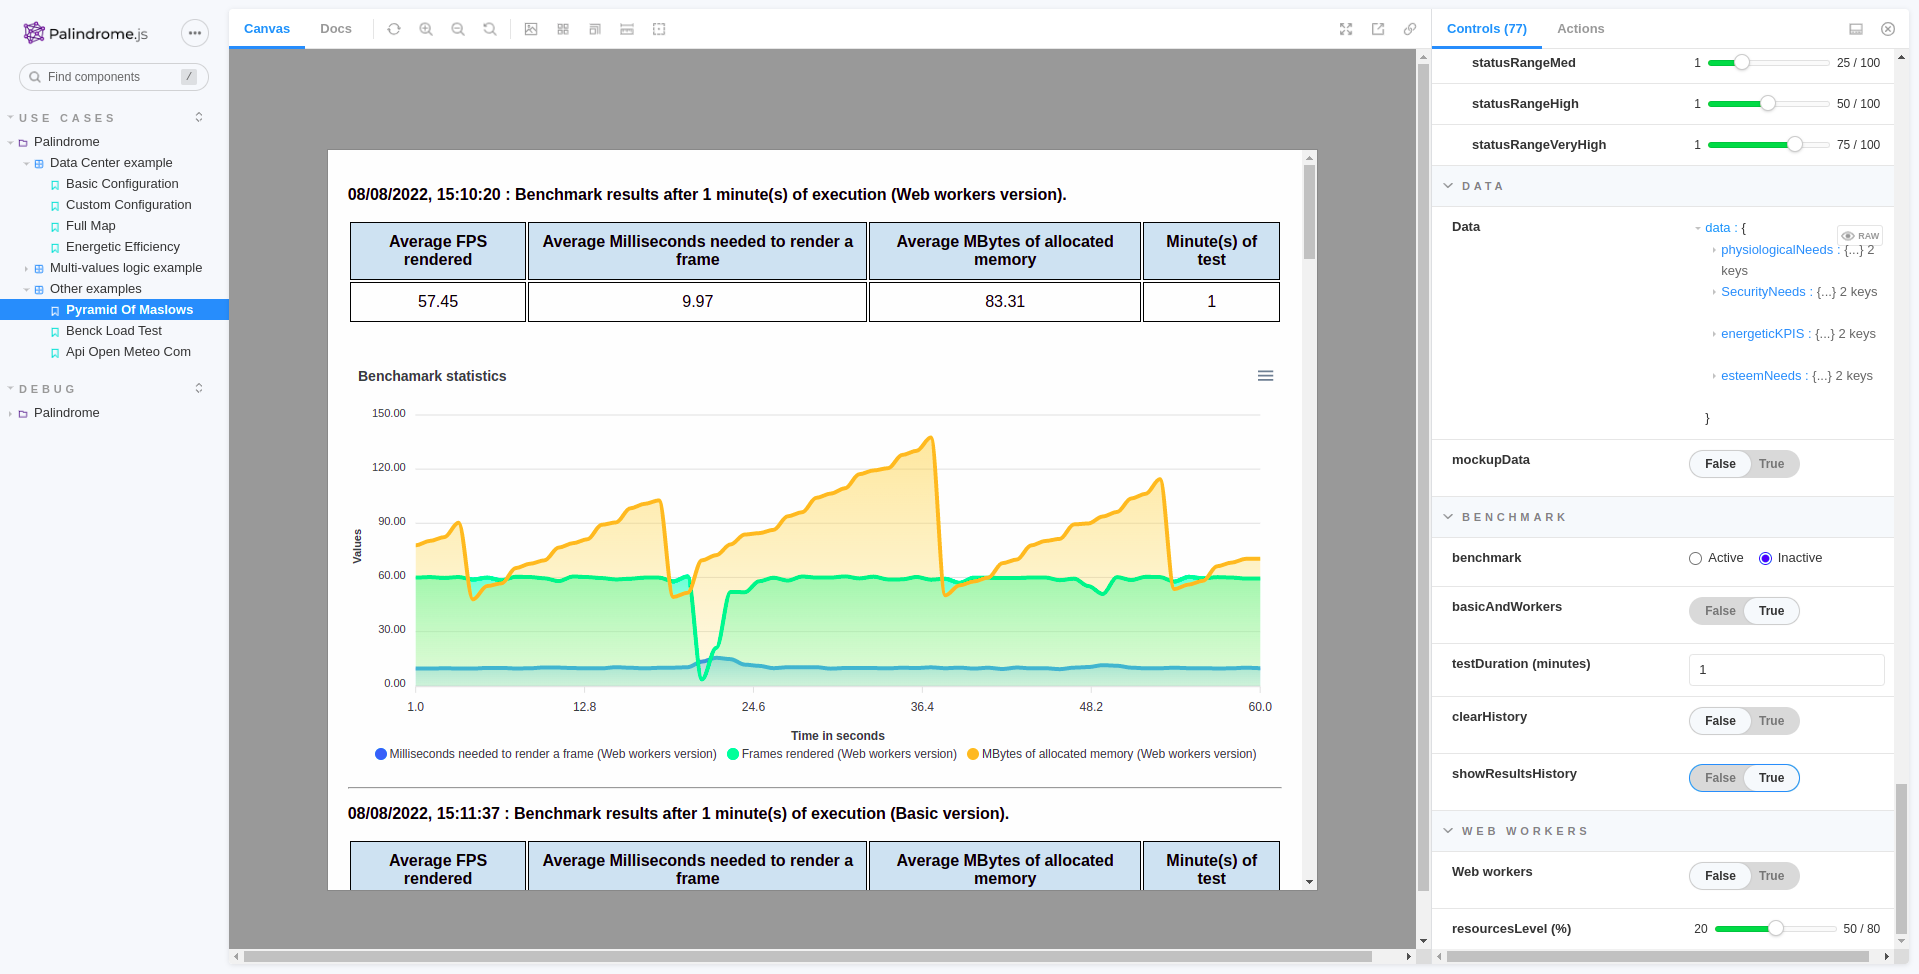 Palindrome.js
Find components
/
USE CASES
Palindrome
Data Center example
Basic Configuration
Custom Configuration
Full Map
Energetic Efficiency
Multi-values logic example
Other examples
Pyramid Of Maslows
Benck Load Test
Api Open Meteo Com
DEBUG
Palindrome
Canvas
Docs
08/08/2022, 15:10:20 : Benchmark results after 1 minute(s) of execution (Web workers version).
Average FPS rendered
Average Milliseconds needed to render a frame
Average MBytes of allocated memory
Minute(s) of test
57.45
9.97
83.31
1
Benchamark statistics
150.00
120.00
90.00
60.00
30.00
0.00
Values
1.0
12.8
24.6
36.4
48.2
60.0
Time in seconds
Milliseconds needed to render a frame (Web workers version)
Frames rendered (Web workers version)
MBytes of allocated memory (Web workers version)
08/08/2022, 15:11:37 : Benchmark results after 1 minute(s) of execution (Basic version).
Average FPS rendered
Average Milliseconds needed to render a frame
Average MBytes of allocated memory
Minute(s) of test
Controls (77)
Actions
statusRangeMed 1 25 / 100
statusRangeHigh 1 50 / 100
statusRangeVeryHigh 1 75 / 100
DATA
Data
data : {
RAW
physiologicalNeeds : {...} 2
keys
SecurityNeeds : {...} 2 keys
energeticKPIS : {...} 2 keys
esteemNeeds : {...} 2 keys
}
mockupData False True
BENCHMARK
benchmark Active Inactive
basicAndWorkers False True
testDuration (minutes) 1
clearHistory False True
showResultsHistory False True
WEB WORKERS
Web workers False True
resourcesLevel (%) 20 50 / 80